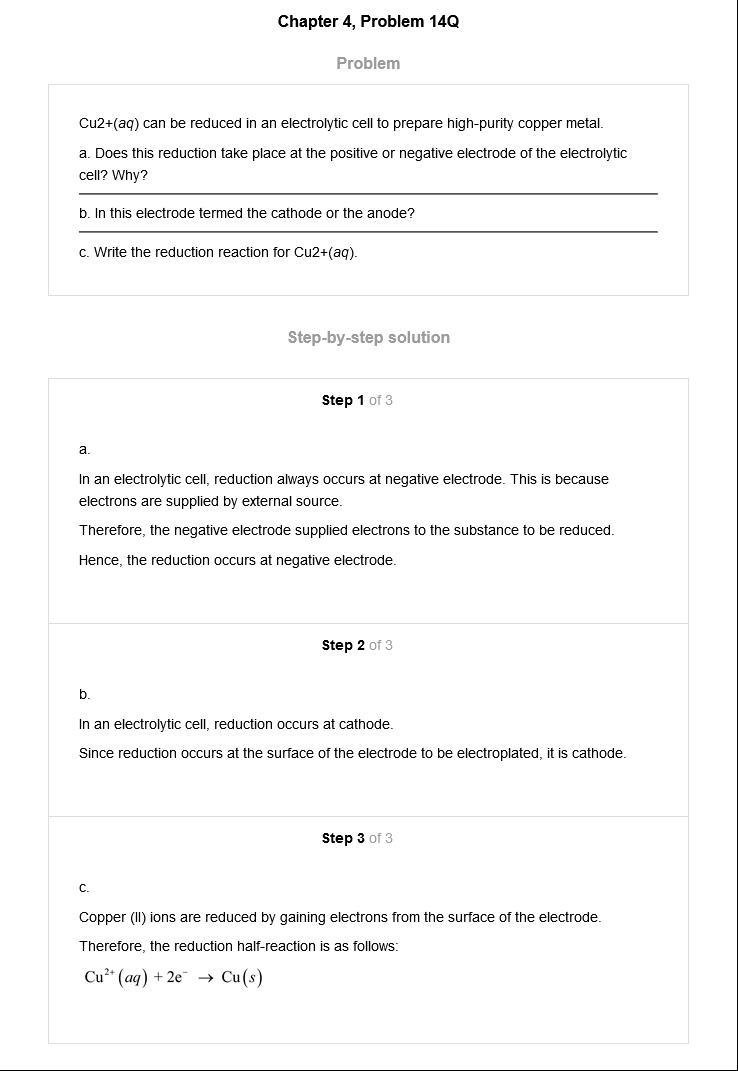 Chapter 4, Problem 14Q
Problem
Cu2+(aq) can be reduced in an electrolytic cell to prepare high-purity copper metal.
a. Does this reduction take place at the positive or negative electrode of the electrolytic
cell? Why?
b. In this electrode termed the cathode or the anode?
c. Write the reduction reaction for Cu2+(aq).
Step-by-step solution
Step 1 of 3
a.
In an electrolytic cell, reduction always occurs at negative electrode. This is because
electrons are supplied by external source.
Therefore, the negative electrode supplied electrons to the substance to be reduced.
Hence, the reduction occurs at negative electrode.
Step 2 of 3
b.
In an electrolytic cell, reduction occurs at cathode.
Since reduction occurs at the surface of the electrode to be electroplated, it is cathode.
Step 3 of 3
c.
Copper (II) ions are reduced by gaining electrons from the surface of the electrode.
Therefore, the reduction half-reaction is as follows:
Cu²⁺(aq) + 2e⁻ → Cu(s)